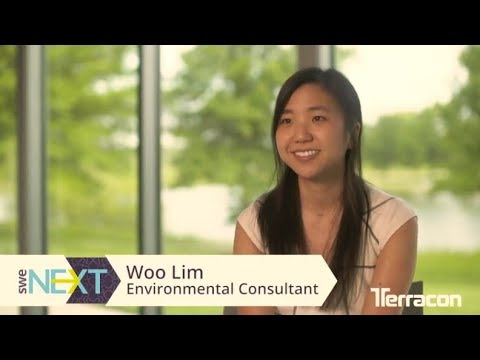 swe
NEXT
Woo Lim
Environmental Consultant
Terracon